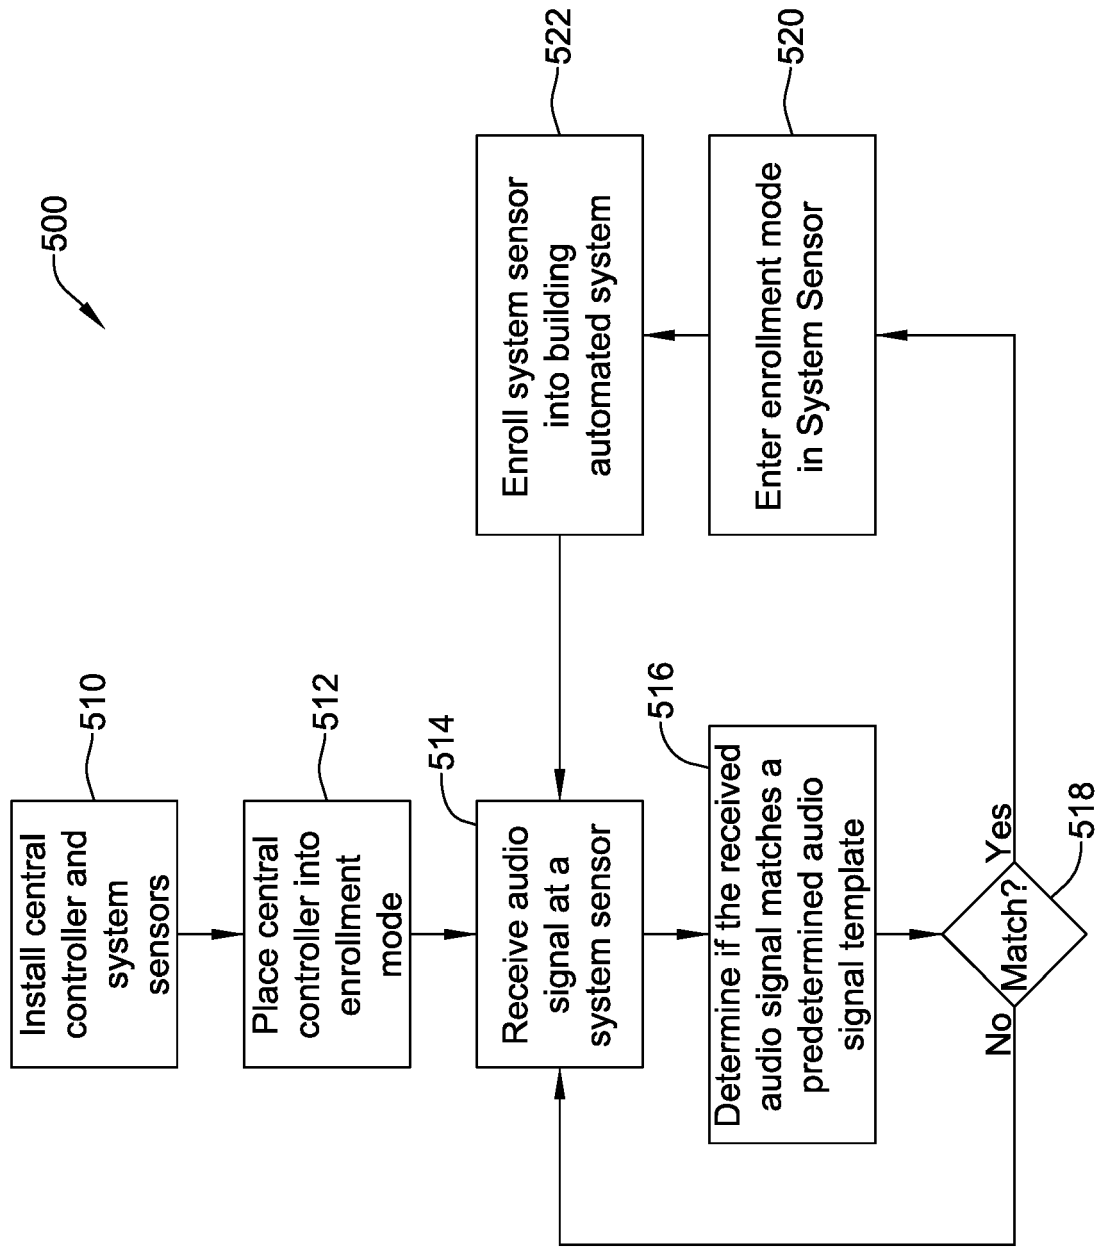 500
Install central
controller and
system
sensors
510
Place central
controller into
enrollment
mode
512
Receive audio
signal at a
system sensor
514
Determine if the received
audio signal matches a
predetermined audio
signal template
516
Match?
518
No
Yes
Enter enrollment mode
in System Sensor
520
Enroll system sensor
into building
automated system
522